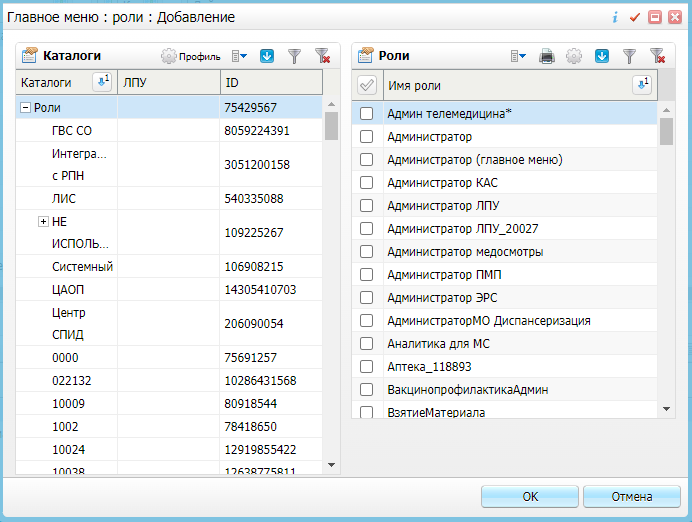 Главное меню : роли : Добавление
Каталоги
Профиль
Каталоги 1 ЛПУ ID
Роли 75429567
ГВС СО 8059224391
Интегра...
с РПН 3051200158
ЛИС 540335088
НЕ
ИСПОЛЬ... 109225267
Системный 106908215
ЦАОП 14305410703
Центр
СПИД 206090054
0000 75691257
022132 10286431568
10009 80918544
1002 78418650
10024 12919855422
10038 12638775811
Роли
Имя роли 1
Админ телемедицина*
Администратор
Администратор (главное меню)
Администратор КАС
Администратор ЛПУ
Администратор ЛПУ_20027
Администратор медосмотры
Администратор ПМП
Администратор ЭРС
АдминистраторМО Диспансеризация
Аналитика для МС
Аптека_118893
ВакцинопрофилактикаАдмин
ВзятиеМатериала
OK
Отмена